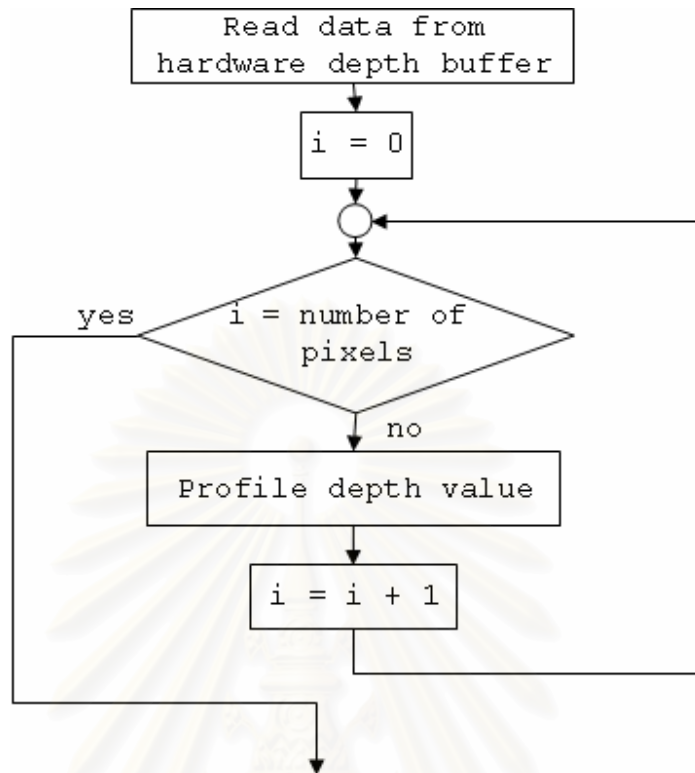 Read data from
hardware depth buffer
i = 0
i = number of
pixels
yes
no
Profile depth value
i = i + 1